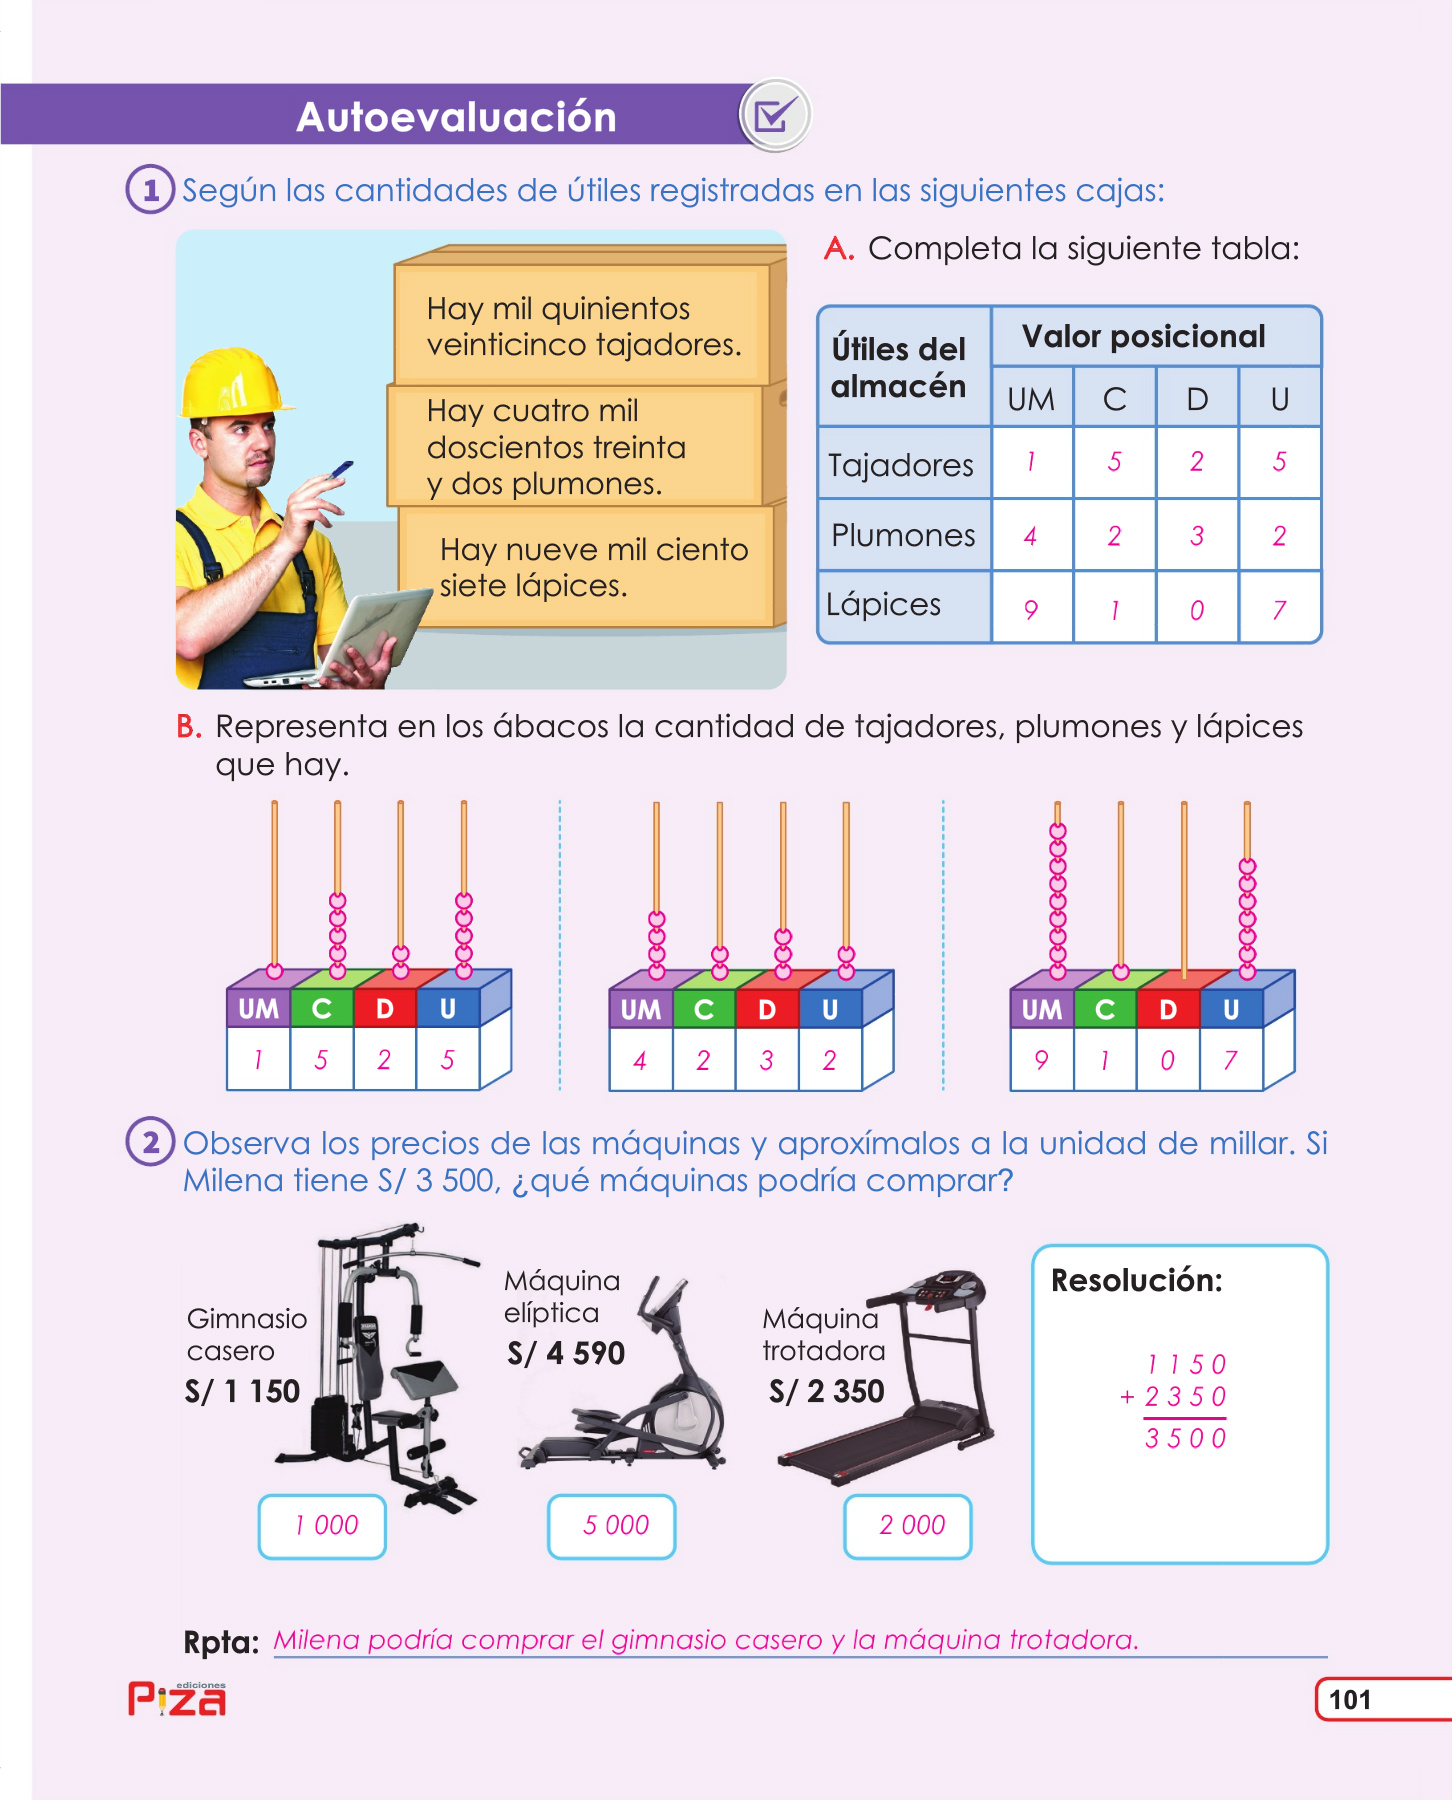 Autoevaluación
1 Según las cantidades de útiles registradas en las siguientes cajas:
Hay mil quinientos
veinticinco tajadores.
Hay cuatro mil
doscientos treinta
y dos plumones.
Hay nueve mil ciento
siete lápices.
A. Completa la siguiente tabla:
Útiles del
almacén
Valor posicional
UM C D U
Tajadores 1 5 2 5
Plumones 4 2 3 2
Lápices 9 1 0 7
B. Representa en los ábacos la cantidad de tajadores, plumones y lápices
que hay.
UM C D U
1 5 2 5
UM C D U
4 2 3 2
UM C D U
9 1 0 7
2 Observa los precios de las máquinas y aproxímalos a la unidad de millar. Si
Milena tiene S/ 3 500, ¿qué máquinas podría comprar?
Gimnasio
casero
S/ 1 150
1 000
Máquina
elíptica
S/ 4 590
5 000
Máquina
trotadora
S/ 2 350
2 000
Resolución:
1 1 5 0
+ 2 3 5 0
3 5 0 0
Rpta: Milena podría comprar el gimnasio casero y la máquina trotadora.
ediciones
Piza
101